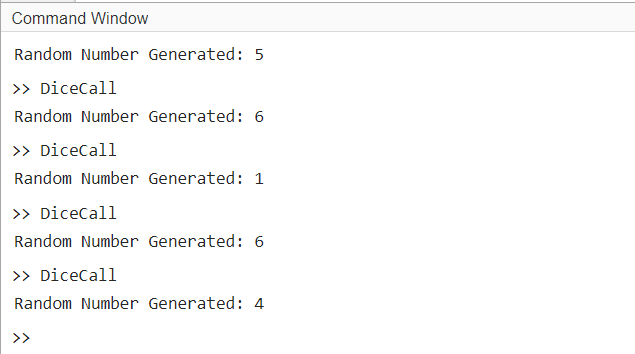 Command Window
Random Number Generated: 5
>> DiceCall
Random Number Generated: 6
>> DiceCall
Random Number Generated: 1
>> DiceCall
Random Number Generated: 6
>> DiceCall
Random Number Generated: 4
>>